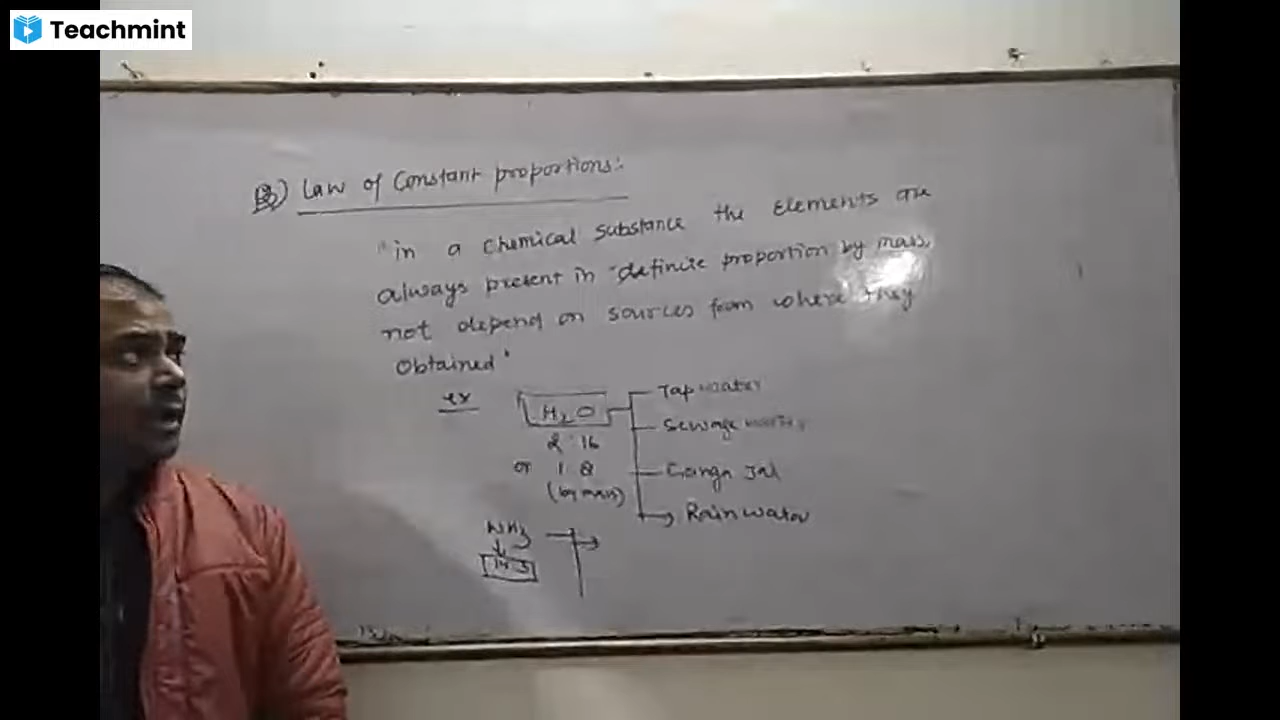 Teachmint
B) Law of Constant proportions:-
"in a chemical substance the elements are
always present in definite proportion by mass,
not depend on sources from where they
obtained"
ex
H₂O
Tap water
Sewage water
Ganga Jal
Rain water
2 : 16
or 1 8
(by mass)
NH3
14 3